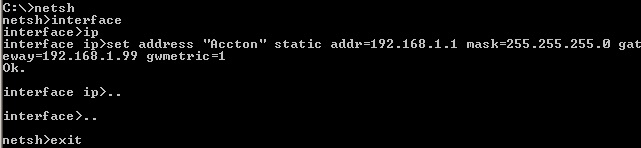 C:\>netsh
netsh>interface
interface>ip
interface ip>set address "Accton" static addr=192.168.1.1 mask=255.255.255.0 gat
eway=192.168.1.99 gwmetric=1
Ok.
interface ip>..
interface>..
netsh>exit